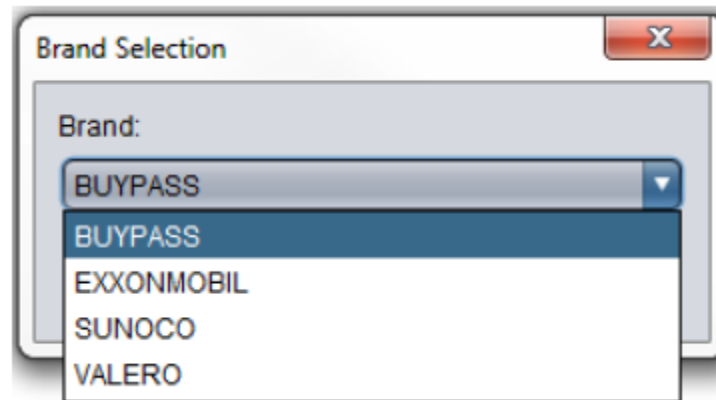 Brand Selection
Brand:
BUYPASS
BUYPASS
EXXONMOBIL
SUNOCO
VALERO